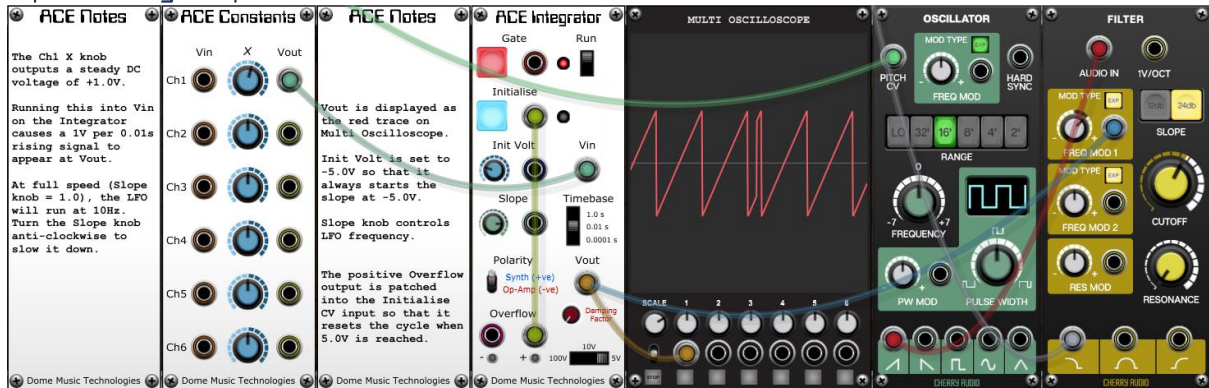 ACE Notes
The Ch1 X knob
outputs a steady DC
voltage of +1.0V.
Running this into Vin
on the Integrator
causes a 1V per 0.01s
rising signal to
appear at Vout.
At full speed (Slope
knob = 1.0), the LFO
will run at 10Hz.
Turn the Slope knob
anti-clockwise to
slow it down.
Dome Music Technologies
ACE Constants
Vin X Vout
Ch1
Ch2
Ch3
Ch4
Ch5
Ch6
Dome Music Technologies
ACE Notes
Vout is displayed as
the red trace on
Multi Oscilloscope.
Init Volt is set to
-5.0V so that it
always starts the
slope at -5.0V.
Slope knob controls
LFO frequency.
The positive Overflow
output is patched
into the Initialise
CV input so that it
resets the cycle when
5.0V is reached.
Dome Music Technologies
ACE Integrator
Gate Run
Initialise
Init Volt Vin
Slope Timebase
1.0 s
0.01 s
0.0001 s
Polarity Vout
Synth (+ve)
Op-Amp (-ve)
Overflow Damping
Factor
10V
- + 100V 5V
Dome Music Technologies
MULTI OSCILLOSCOPE
SCALE 1 2 3 4 5 6
STOP
OSCILLATOR
MOD TYPE EXP
PITCH
CV
- +
FREQ MOD
HARD
SYNC
LO 32' 16' 8' 4' 2'
RANGE
0
-7 +7
FREQUENCY
- +
PW MOD PULSE WIDTH
CHERRY AUDIO
FILTER
AUDIO IN 1V/OCT
MOD TYPE EXP
- +
FREQ MOD 1
12db 24db
SLOPE
MOD TYPE EXP
- +
FREQ MOD 2
CUTOFF
- +
RES MOD
RESONANCE
CHERRY AUDIO